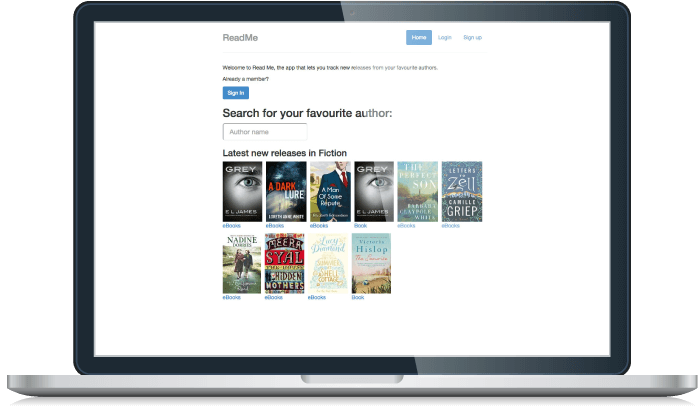 ReadMe
Home Login Sign up
Welcome to Read Me, the app that lets you track new releases from your favourite authors.
Already a member?
Sign In
Search for your favourite author:
Author name
Latest new releases in Fiction
GREY
E L JAMES
eBooks
A DARK
LURE
LORETH ANNE WHITE
eBooks
A Man
Of Some
Repute
eBooks
GREY
E L JAMES
Book
THE
PERFECT
SON
BARBARA
CLAYPOLE
WHITE
eBooks
LETTERS
TO
Zell
CAMILLE
GRIEP
eBooks
NADINE
DORRIES
eBooks
MEERA
SYAL
THE HOUSE
HIDDEN
MOTHERS
eBooks
Lucy
Diamond
SUMMER
SHELL
COTTAGE
eBooks
Victoria
Hislop
The Sunrise
Book